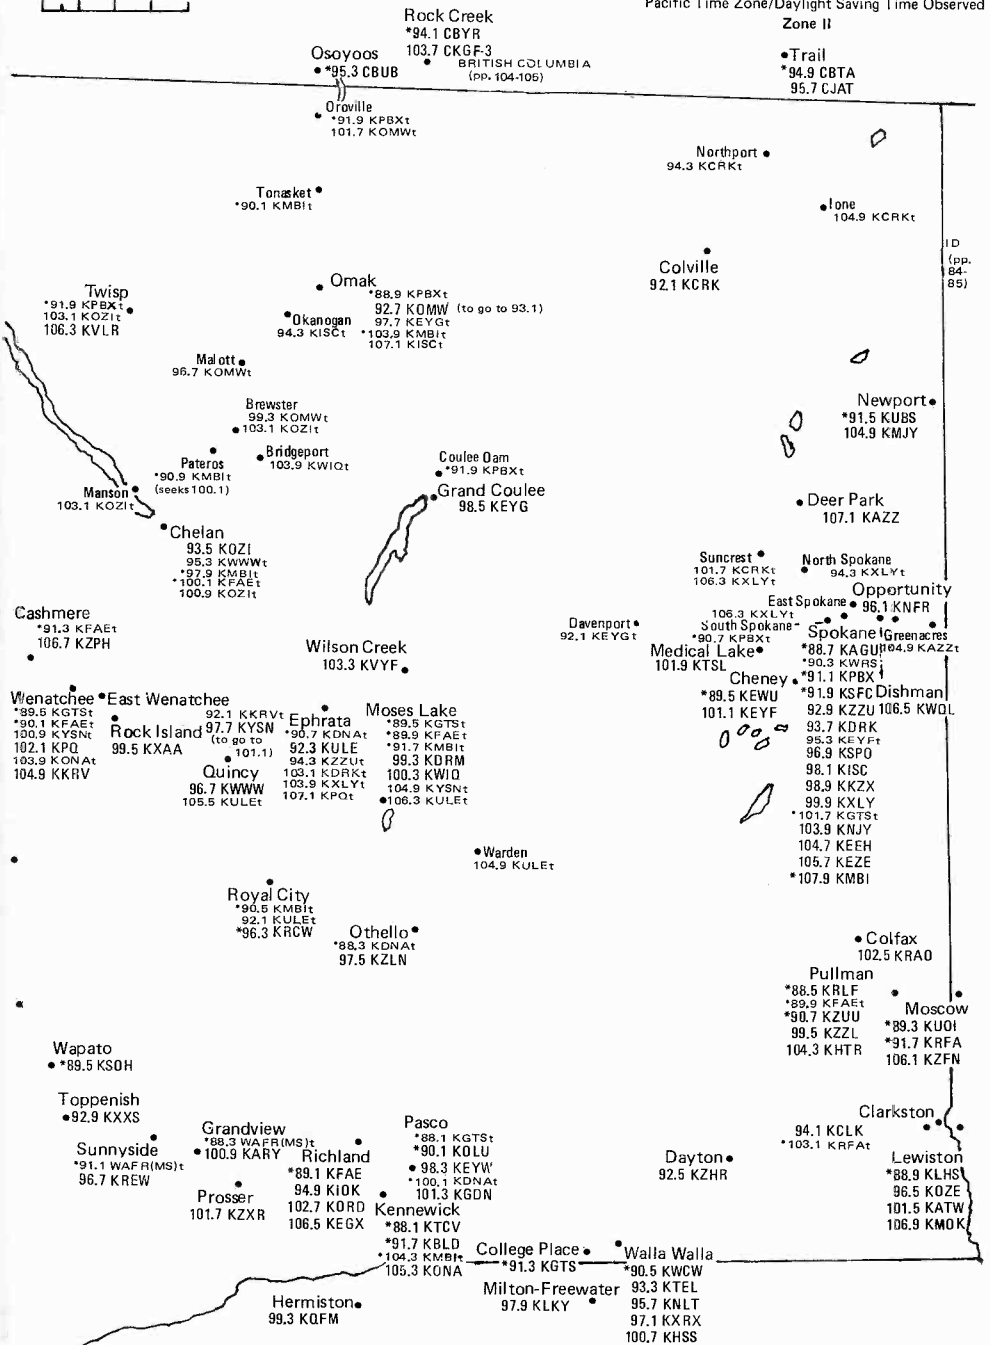 Pacific Time Zone/Daylight Saving Time Observed
Zone II
Rock Creek
*94.1 CBYR
103.7 CKGF-3
BRITISH COLUMBIA
(pp. 104-105)
Osoyoos
*95.3 CBUB
Trail
*94.9 CBTA
95.7 CJAT
Oroville
*91.9 KPBXt
101.7 KOMWt
Northport
94.3 KCRKt
Tonasket
*90.1 KMBIt
Ione
104.9 KCRKt
ID
(pp.
84-
85)
Colville
92.1 KCRK
Twisp
*91.9 KPBXt
103.1 KOZIt
106.3 KVLR
Omak
*88.9 KPBXt
92.7 KOMW (to go to 93.1)
97.7 KEYGt
*103.9 KMBIt
107.1 KISCt
Okanogan
94.3 KISCt
Malott
96.7 KOMWt
Brewster
99.3 KOMWt
103.1 KOZIt
Newport
*91.5 KUBS
104.9 KMJY
Pateros
*90.9 KMBIt
(seeks 100.1)
Bridgeport
103.9 KWIQt
Coulee Dam
*91.9 KPBXt
Manson
103.1 KOZIt
Grand Coulee
98.5 KEYG
Deer Park
107.1 KAZZ
Chelan
93.5 KOZI
95.3 KWWWt
*97.9 KMBIt
*100.1 KFAEt
100.9 KOZIt
Suncrest
101.7 KCRKt
106.3 KXLYt
North Spokane
94.3 KXLYt
Opportunity
96.1 KNFR
East Spokane
106.3 KXLYt
South Spokane
*90.7 KPBXt
Cashmere
*91.3 KFAEt
106.7 KZPH
Davenport
92.1 KEYGt
Wilson Creek
103.3 KVYF
Medical Lake
101.9 KTSL
Greenacres
104.9 KAZZt
Spokane
*88.7 KAGU
*90.3 KWRS
*91.1 KPBX
*91.9 KSFC
92.9 KZZU
93.7 KDRK
95.3 KEYFt
96.9 KSPO
98.1 KISC
98.9 KKZX
99.9 KXLY
*101.7 KGTSt
103.9 KNJY
104.7 KEEH
105.7 KEZE
*107.9 KMBI
Dishman
106.5 KWQL
Cheney
*89.5 KEWU
101.1 KEYF
Wenatchee
*89.5 KGTSt
*90.1 KFAEt
100.9 KYSNt
102.1 KPQ
103.9 KONAt
104.9 KKRV
East Wenatchee
92.1 KKRVt
97.7 KYSN
(to go to
101.1)
Rock Island
99.5 KXAA
Quincy
96.7 KWWW
105.5 KULEt
Ephrata
*90.7 KDNAt
92.3 KULE
94.3 KZZUt
103.1 KDRKt
103.9 KXLYt
107.1 KPQt
Moses Lake
*89.5 KGTSt
*89.9 KFAEt
*91.7 KMBIt
99.3 KDRM
100.3 KWIQ
104.9 KYSNt
106.3 KULEt
Warden
104.9 KULEt
Royal City
*90.5 KMBIt
92.1 KULEt
*96.3 KRCW
Othello
*88.3 KDNAt
97.5 KZLN
Colfax
102.5 KRAO
Pullman
*88.5 KRLF
*89.9 KFAEt
*90.7 KZUU
99.5 KZZL
104.3 KHTR
Moscow
*89.3 KUOI
*91.7 KRFA
106.1 KZFN
Wapato
*89.5 KSOH
Toppenish
92.9 KXXS
Sunnyside
*91.1 WAFR(MS)t
96.7 KREW
Grandview
*88.3 WAFR(MS)t
100.9 KARY
Prosser
101.7 KZXR
Richland
*89.1 KFAE
94.9 KIOK
102.7 KORD
106.5 KEGX
Pasco
*88.1 KGTSt
*90.1 KOLU
98.3 KEYW
*100.1 KDNAt
101.3 KGDN
Kennewick
*88.1 KTCV
*91.7 KBLD
*104.3 KMBIt
105.3 KONA
Dayton
92.5 KZHR
Clarkston
94.1 KCLK
*103.1 KRFAt
Lewiston
*88.9 KLHS
96.5 KOZE
101.5 KATW
106.9 KMOK
College Place
*91.3 KGTS
Walla Walla
*90.5 KWCW
93.3 KTEL
95.7 KNLT
97.1 KXRX
100.7 KHSS
Milton-Freewater
97.9 KLKY
Hermiston
99.3 KQFM